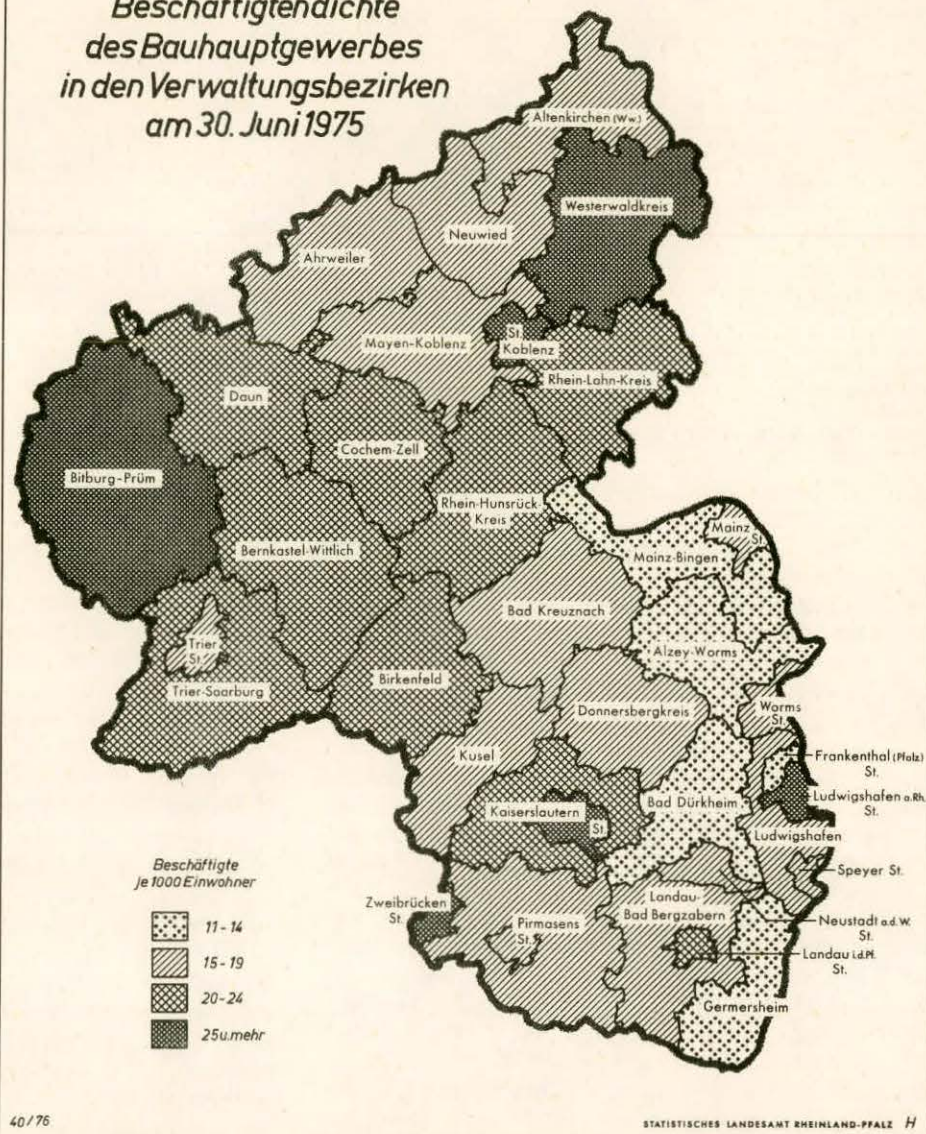 Beschäftigtendichte
des Bauhauptgewerbes
in den Verwaltungsbezirken
am 30. Juni 1975
Altenkirchen (Ww.)
Westerwaldkreis
Neuwied
Ahrweiler
Mayen-Koblenz
St.
Koblenz
Rhein-Lahn-Kreis
Daun
Cochem-Zell
Bitburg-Prüm
Rhein-Hunsrück-
Kreis
Mainz
St.
Bernkastel-Wittlich
Mainz-Bingen
Bad Kreuznach
Trier
St.
Alzey-Worms
Birkenfeld
Trier-Saarburg
Donnersbergkreis
Worms
St.
Kusel
Frankenthal (Pfalz)
St.
Ludwigshafen a.Rh.
St.
Bad Dürkheim
Kaiserslautern
St.
Ludwigshafen
Speyer St.
Zweibrücken
St.
Landau-
Bad Bergzabern
Pirmasens
St.
Neustadt a.d.W.
St.
Landau i.d.Pf.
St.
Germersheim
Beschäftigte
je 1000 Einwohner
11-14
15-19
20-24
25 u. mehr
40/76
STATISTISCHES LANDESAMT RHEINLAND-PFALZ H